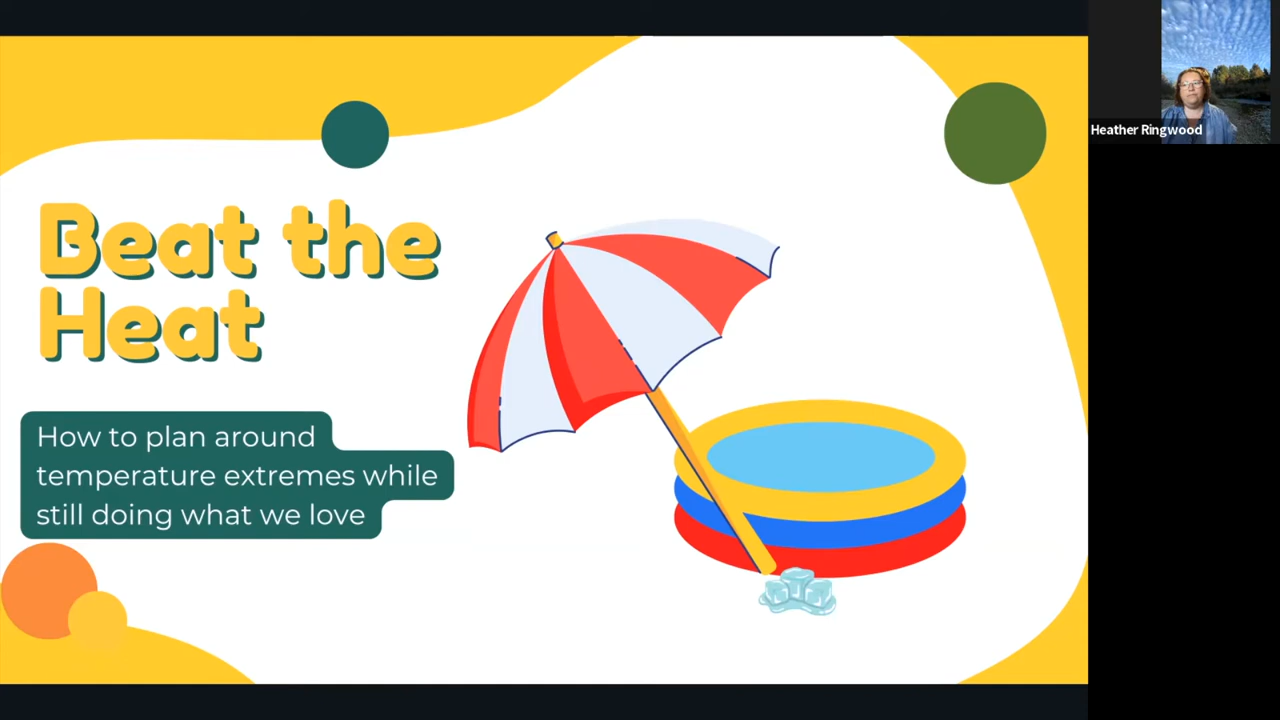 Beat the
Heat
How to plan around
temperature extremes while
still doing what we love
Heather Ringwood